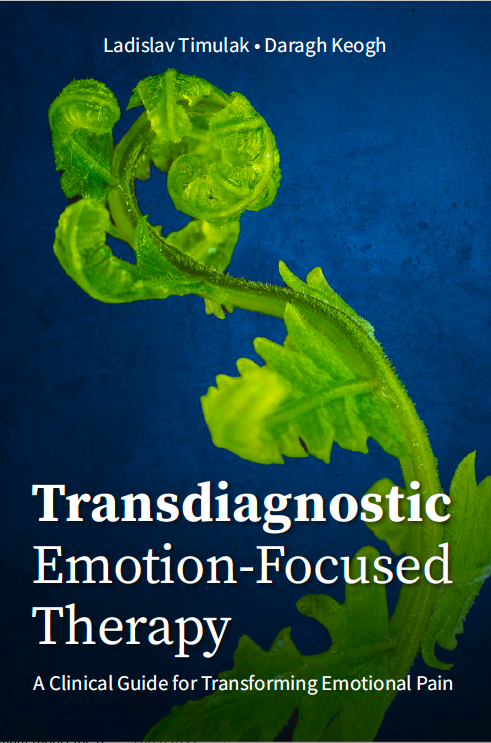 Ladislav Timulak • Daragh Keogh
Transdiagnostic
Emotion-Focused
Therapy
A Clinical Guide for Transforming Emotional Pain